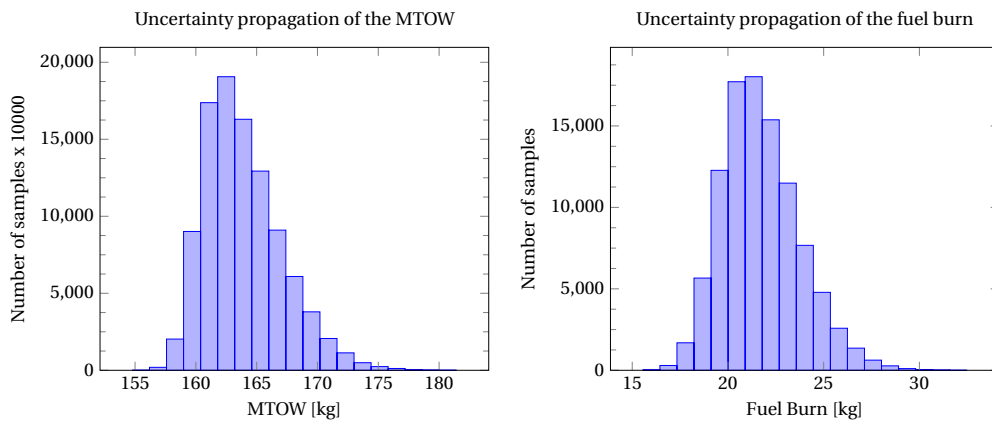 Uncertainty propagation of the MTOW
Number of samples x 10000
20,000
15,000
10,000
5,000
0
155 160 165 170 175 180
MTOW [kg]
Uncertainty propagation of the fuel burn
Number of samples
15,000
10,000
5,000
0
15 20 25 30
Fuel Burn [kg]